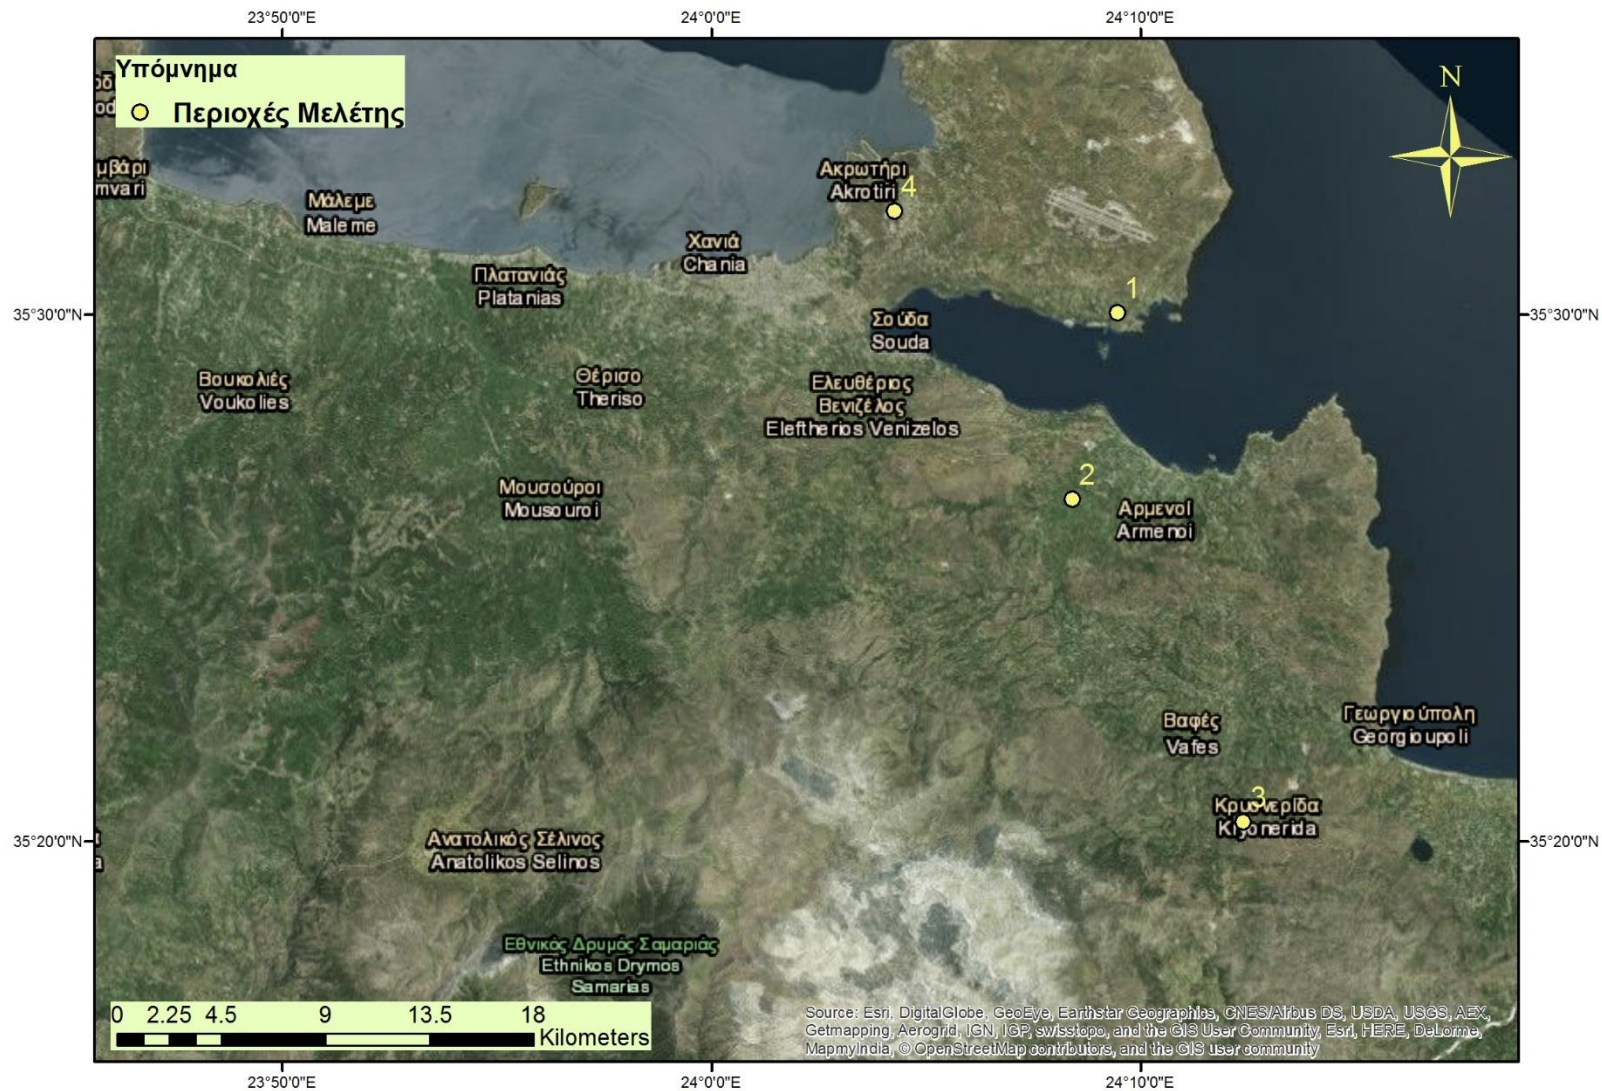 23°50'0"E
24°0'0"E
24°10'0"E
Υπόμνημα
Περιοχές Μελέτης
N
μβάρι
mvari
Μάλεμε
Maleme
Ακρωτήρι
Akrotiri
4
Χανιά
Chania
Πλατανιάς
Platanias
1
35°30'0"N
35°30'0"N
Σούδα
Souda
Βουκολιές
Voukolies
Θέρισο
Theriso
Ελευθέριος
Βενιζέλος
Eleftherios Venizelos
2
Μουσούροι
Mousouroi
Αρμενοί
Armenoi
Γεωργιούπολη
Georgioupoli
Βαφές
Vafes
3
Κρυονερίδα
Kryonerida
35°20'0"N
35°20'0"N
Ανατολικός Σέλινος
Anatolikos Selinos
Εθνικός Δρυμός Σαμαριάς
Ethnikos Drymos
Samarias
0 2.25 4.5 9 13.5 18
Kilometers
Source: Esri, DigitalGlobe, GeoEye, Earthstar Geographics, CNES/Airbus DS, USDA, USGS, AEX,
Getmapping, Aerogrid, IGN, IGP, swisstopo, and the GIS User Community, Esri, HERE, DeLorme,
MapmyIndia, © OpenStreetMap contributors, and the GIS user community
23°50'0"E
24°0'0"E
24°10'0"E